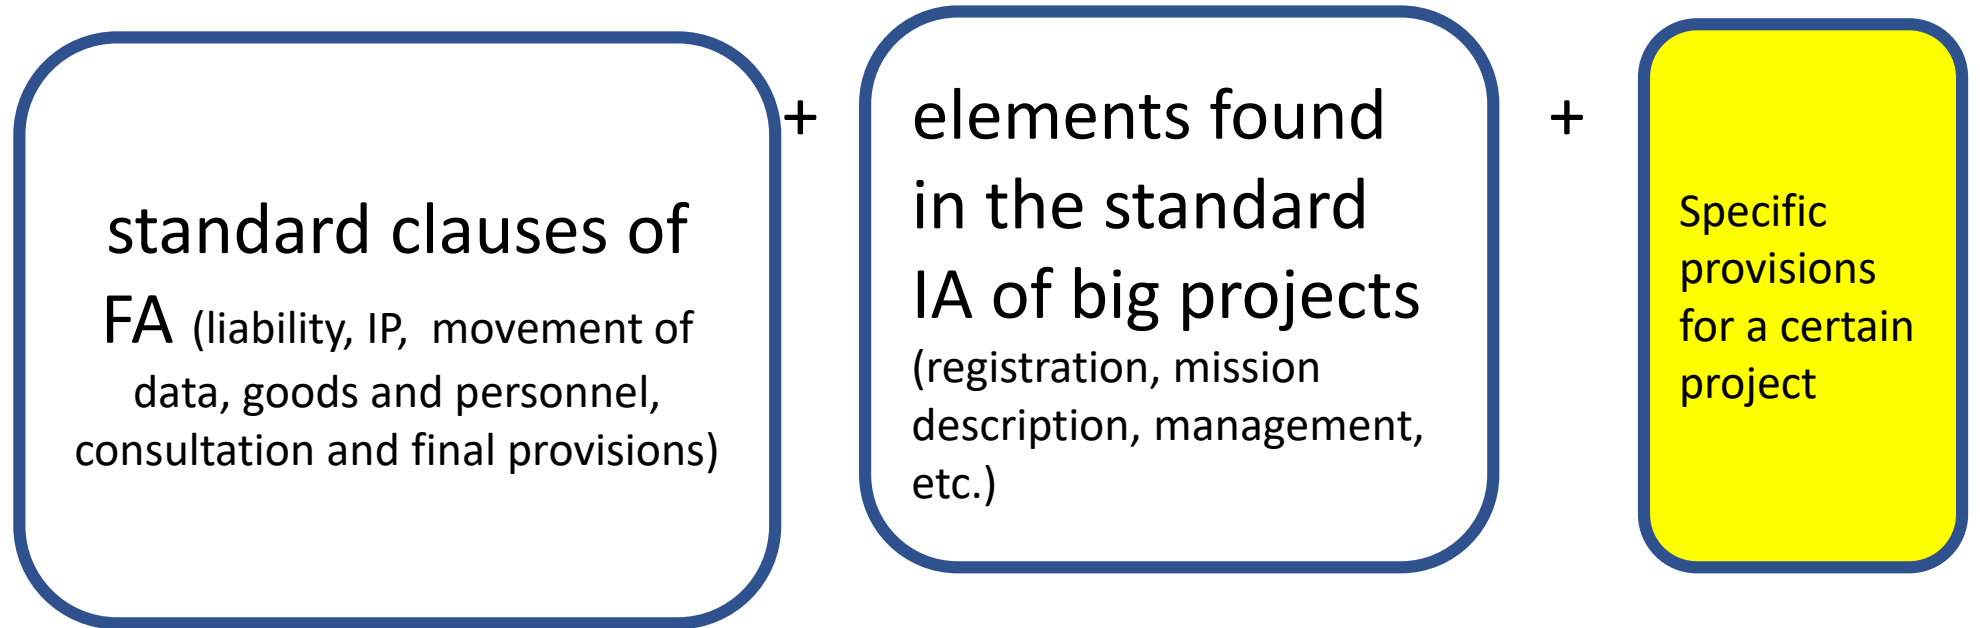 standard clauses of
FA (liability, IP, movement of
data, goods and personnel,
consultation and final provisions)
+
elements found
in the standard
IA of big projects
(registration, mission
description, management,
etc.)
+
Specific
provisions
for a certain
project